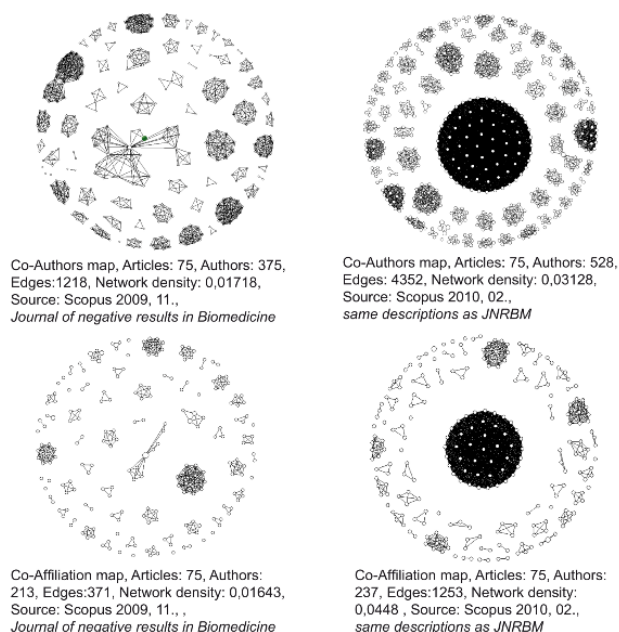 Co-Authors map, Articles: 75, Authors: 375,
Edges:1218, Network density: 0,01718,
Source: Scopus 2009, 11.,
Journal of negative results in Biomedicine
Co-Authors map, Articles: 75, Authors: 528,
Edges: 4352, Network density: 0,03128,
Source: Scopus 2010, 02.,
same descriptions as JNRBM
Co-Affiliation map, Articles: 75, Authors:
213, Edges:371, Network density: 0,01643,
Source: Scopus 2009, 11., ,
Journal of negative results in Biomedicine
Co-Affiliation map, Articles: 75, Authors:
237, Edges:1253, Network density:
0,0448 , Source: Scopus 2010, 02.,
same descriptions as JNRBM